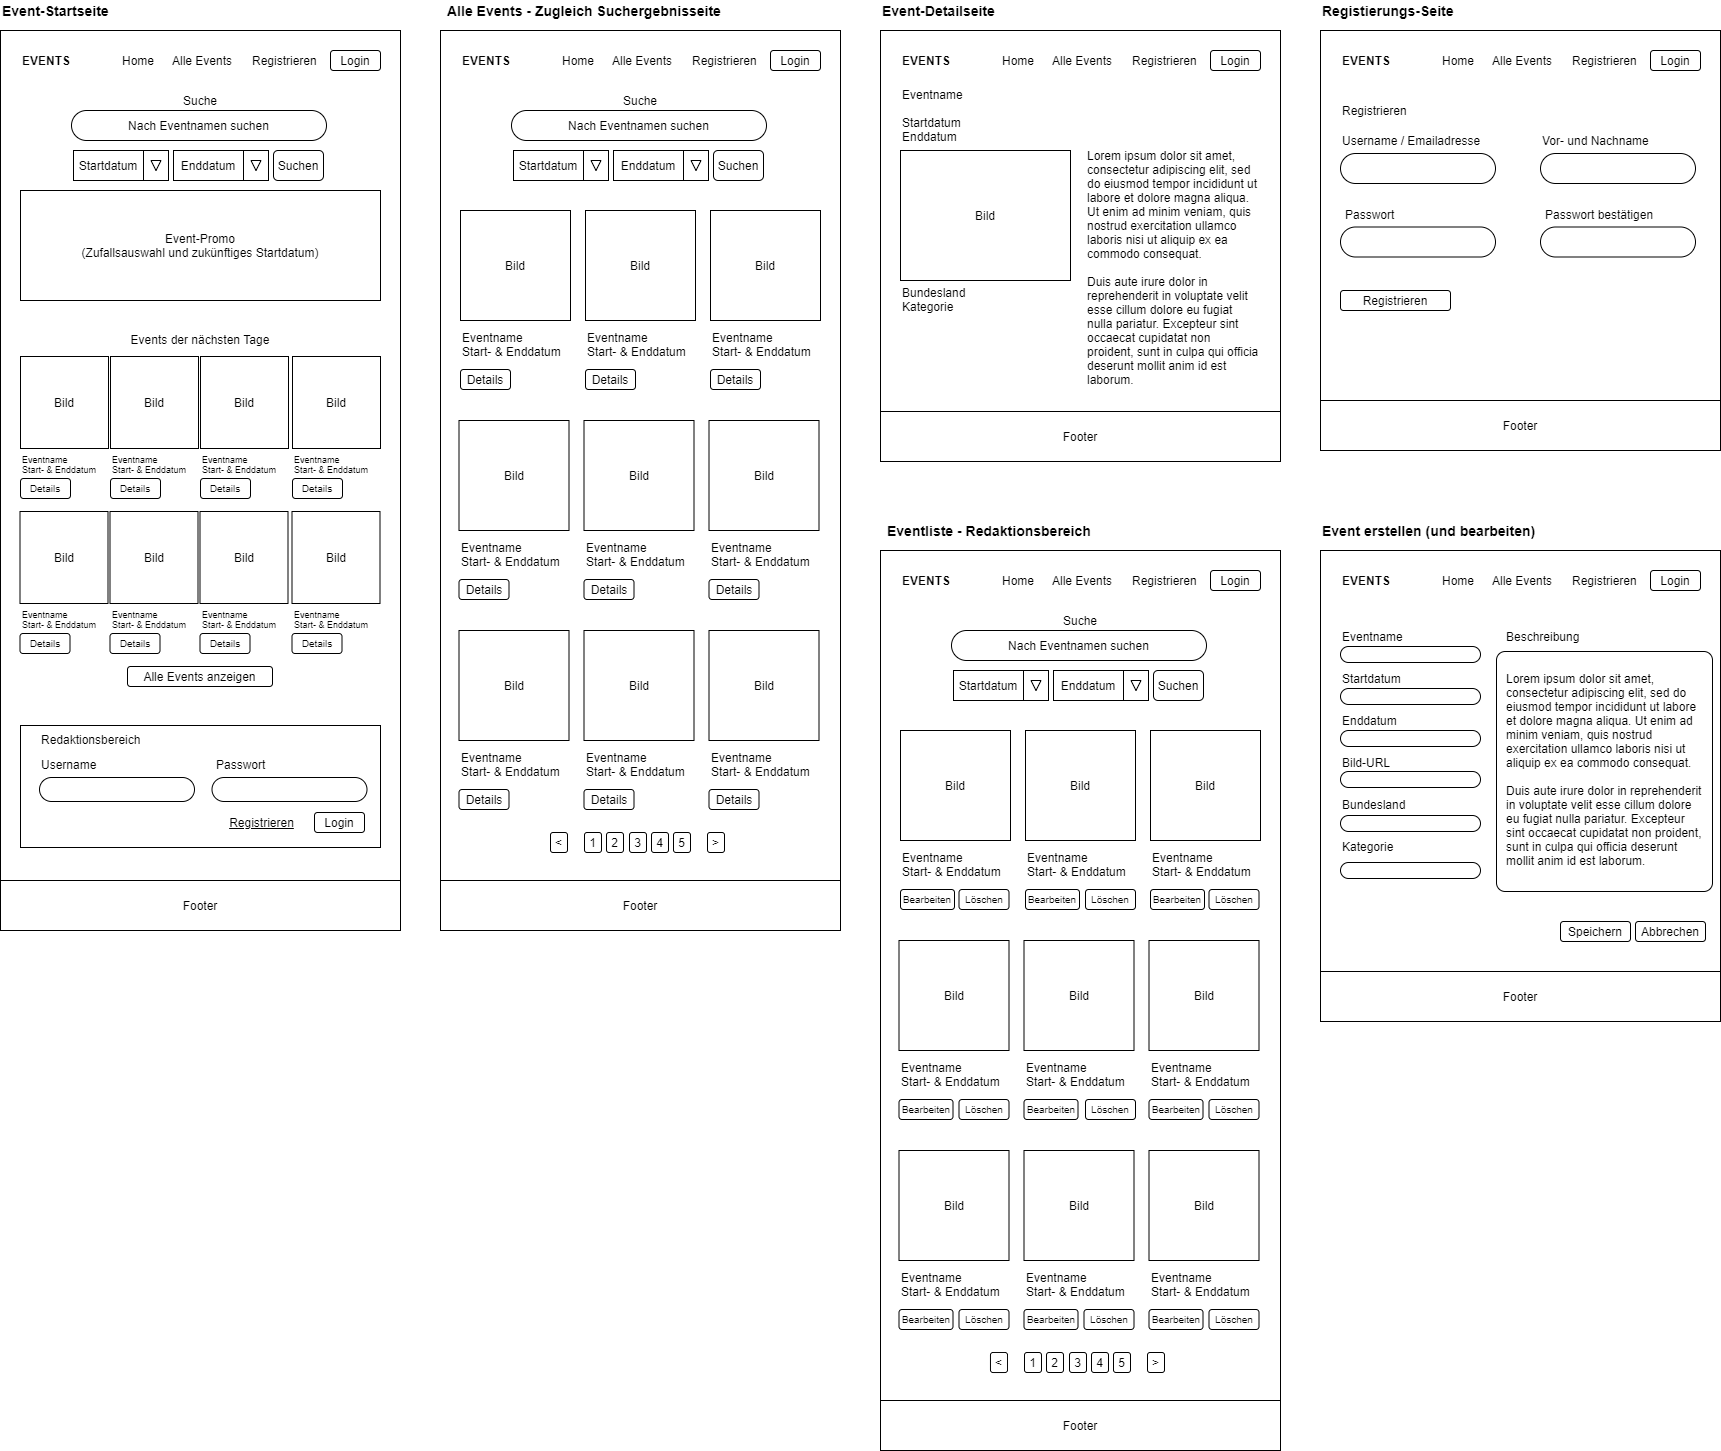 Event-Startseite
EVENTS
Home
Alle Events
Registrieren
Login
Suche
Nach Eventnamen suchen
Startdatum
▽
Enddatum
▽
Suchen
Event-Promo
(Zufallsauswahl und zukünftiges Startdatum)
Events der nächsten Tage
Bild
Bild
Bild
Bild
Eventname
Start- & Enddatum
Details
Eventname
Start- & Enddatum
Details
Eventname
Start- & Enddatum
Details
Eventname
Start- & Enddatum
Details
Bild
Bild
Bild
Bild
Eventname
Start- & Enddatum
Details
Eventname
Start- & Enddatum
Details
Eventname
Start- & Enddatum
Details
Eventname
Start- & Enddatum
Details
Alle Events anzeigen
Redaktionsbereich
Username
Passwort
Registrieren
Login
Footer
Alle Events - Zugleich Suchergebnisseite
EVENTS
Home
Alle Events
Registrieren
Login
Suche
Nach Eventnamen suchen
Startdatum
▽
Enddatum
▽
Suchen
Bild
Bild
Bild
Eventname
Start- & Enddatum
Details
Eventname
Start- & Enddatum
Details
Eventname
Start- & Enddatum
Details
Bild
Bild
Bild
Eventname
Start- & Enddatum
Details
Eventname
Start- & Enddatum
Details
Eventname
Start- & Enddatum
Details
Bild
Bild
Bild
Eventname
Start- & Enddatum
Details
Eventname
Start- & Enddatum
Details
Eventname
Start- & Enddatum
Details
< 1 2 3 4 5 >
Footer
Event-Detailseite
EVENTS
Home
Alle Events
Registrieren
Login
Eventname
Startdatum
Enddatum
Bild
Bundesland
Kategorie
Lorem ipsum dolor sit amet,
consectetur adipiscing elit, sed
do eiusmod tempor incididunt ut
labore et dolore magna aliqua.
Ut enim ad minim veniam, quis
nostrud exercitation ullamco
laboris nisi ut aliquip ex ea
commodo consequat.
Duis aute irure dolor in
reprehenderit in voluptate velit
esse cillum dolore eu fugiat
nulla pariatur. Excepteur sint
occaecat cupidatat non
proident, sunt in culpa qui officia
deserunt mollit anim id est
laborum.
Footer
Registierungs-Seite
EVENTS
Home
Alle Events
Registrieren
Login
Registrieren
Username / Emailadresse
Vor- und Nachname
Passwort
Passwort bestätigen
Registrieren
Footer
Eventliste - Redaktionsbereich
EVENTS
Home
Alle Events
Registrieren
Login
Suche
Nach Eventnamen suchen
Startdatum
▽
Enddatum
▽
Suchen
Bild
Bild
Bild
Eventname
Start- & Enddatum
Bearbeiten
Löschen
Eventname
Start- & Enddatum
Bearbeiten
Löschen
Eventname
Start- & Enddatum
Bearbeiten
Löschen
Bild
Bild
Bild
Eventname
Start- & Enddatum
Bearbeiten
Löschen
Eventname
Start- & Enddatum
Bearbeiten
Löschen
Eventname
Start- & Enddatum
Bearbeiten
Löschen
Bild
Bild
Bild
Eventname
Start- & Enddatum
Bearbeiten
Löschen
Eventname
Start- & Enddatum
Bearbeiten
Löschen
Eventname
Start- & Enddatum
Bearbeiten
Löschen
< 1 2 3 4 5 >
Footer
Event erstellen (und bearbeiten)
EVENTS
Home
Alle Events
Registrieren
Login
Eventname
Startdatum
Enddatum
Bild-URL
Bundesland
Kategorie
Beschreibung
Lorem ipsum dolor sit amet,
consectetur adipiscing elit, sed do
eiusmod tempor incididunt ut labore
et dolore magna aliqua. Ut enim ad
minim veniam, quis nostrud
exercitation ullamco laboris nisi ut
aliquip ex ea commodo consequat.
Duis aute irure dolor in reprehenderit
in voluptate velit esse cillum dolore
eu fugiat nulla pariatur. Excepteur
sint occaecat cupidatat non proident,
sunt in culpa qui officia deserunt
mollit anim id est laborum.
Speichern
Abbrechen
Footer